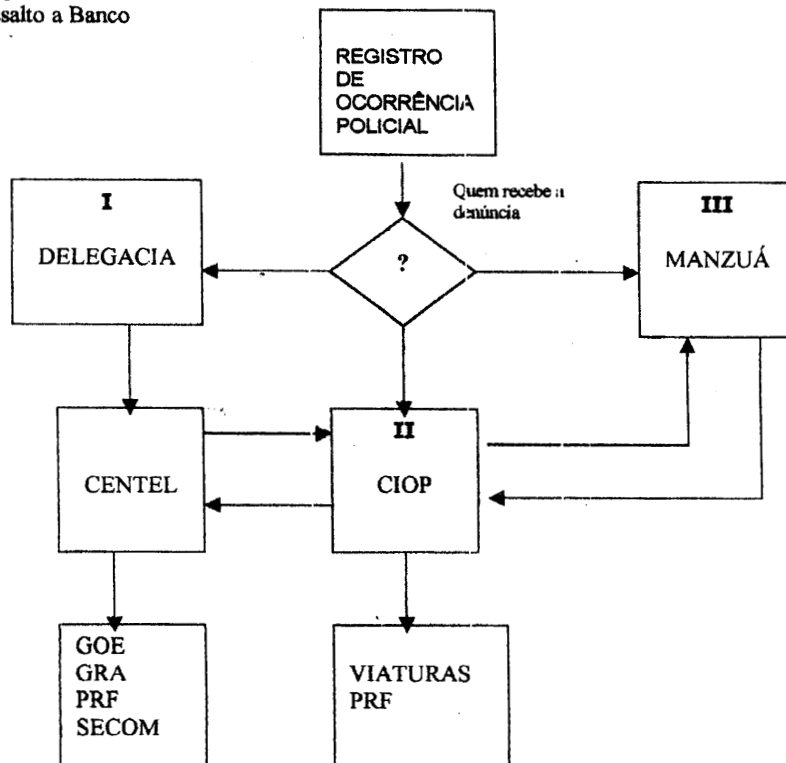 salto a Banco
REGISTRO
DE
OCORRÊNCIA
POLICIAL
Quem recebe a
denúncia
I
DELEGACIA
?
III
MANZUÁ
CENTEL
II
CIOP
GOE
GRA
PRF
SECOM
VIATURAS
PRF